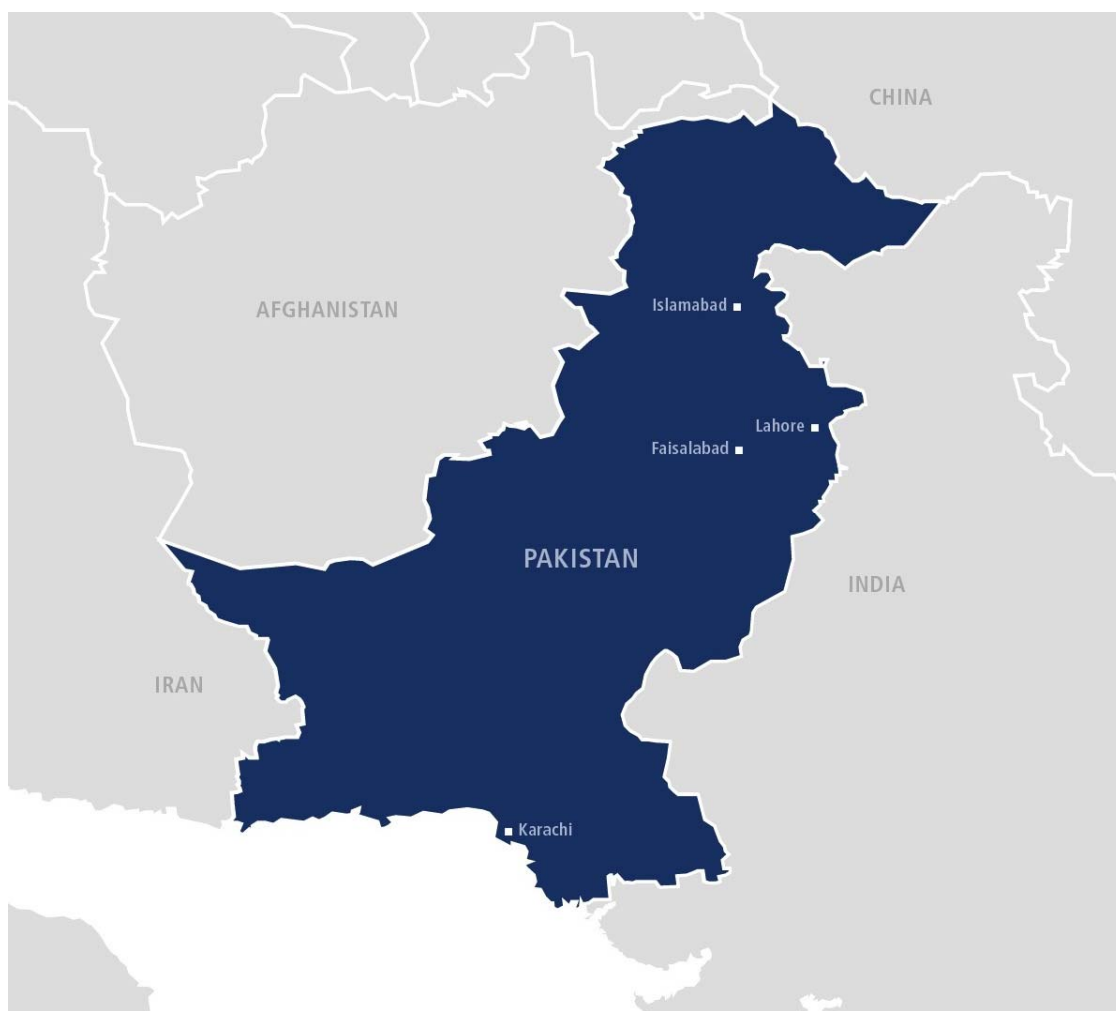 CHINA
AFGHANISTAN
Islamabad
Lahore
Faisalabad
PAKISTAN
INDIA
IRAN
Karachi